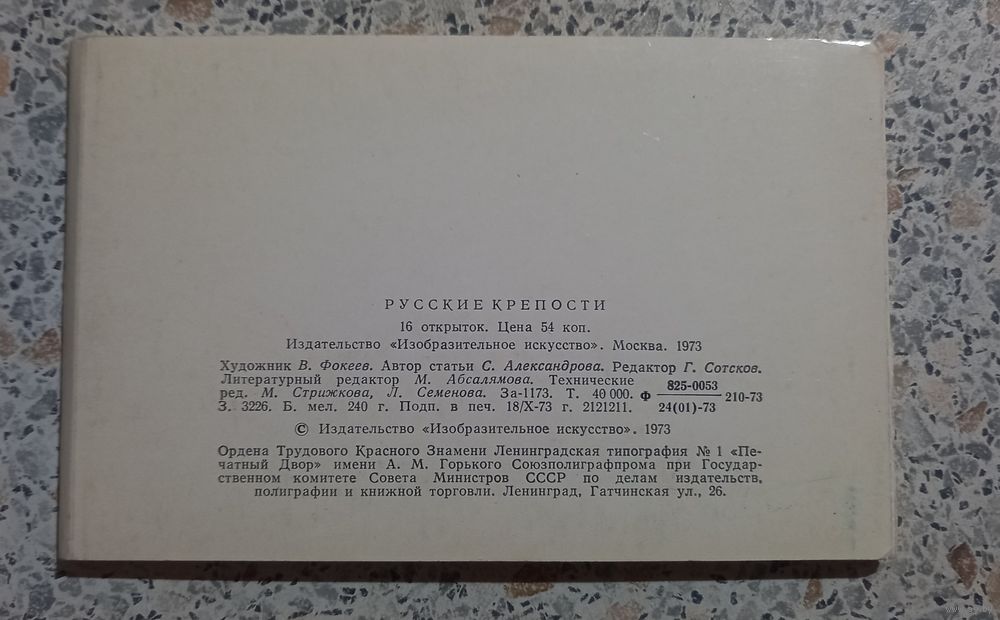 РУССКИЕ КРЕПОСТИ
16 открыток. Цена 54 коп.
Издательство «Изобразительное искусство». Москва. 1973
Художник В. Фокеев. Автор статьи С. Александрова. Редактор Г. Сотсков.
Литературный редактор М. Абсалямова. Технические
ред. М. Стрижкова, Л. Семенова. За-1173. Т. 40 000.
З. 3226. Б. мел. 240 г. Подп. в печ. 18/X-73 г. 2121211.
825-0053
Ф 210-73
24(01)-73
© Издательство «Изобразительное искусство». 1973
Ордена Трудового Красного Знамени Ленинградская типография № 1 «Пе-
чатный Двор» имени А. М. Горького Союзполиграфпрома при Государ-
ственном комитете Совета Министров СССР по делам издательств,
полиграфии и книжной торговли. Ленинград, Гатчинская ул., 26.
www.ay.by